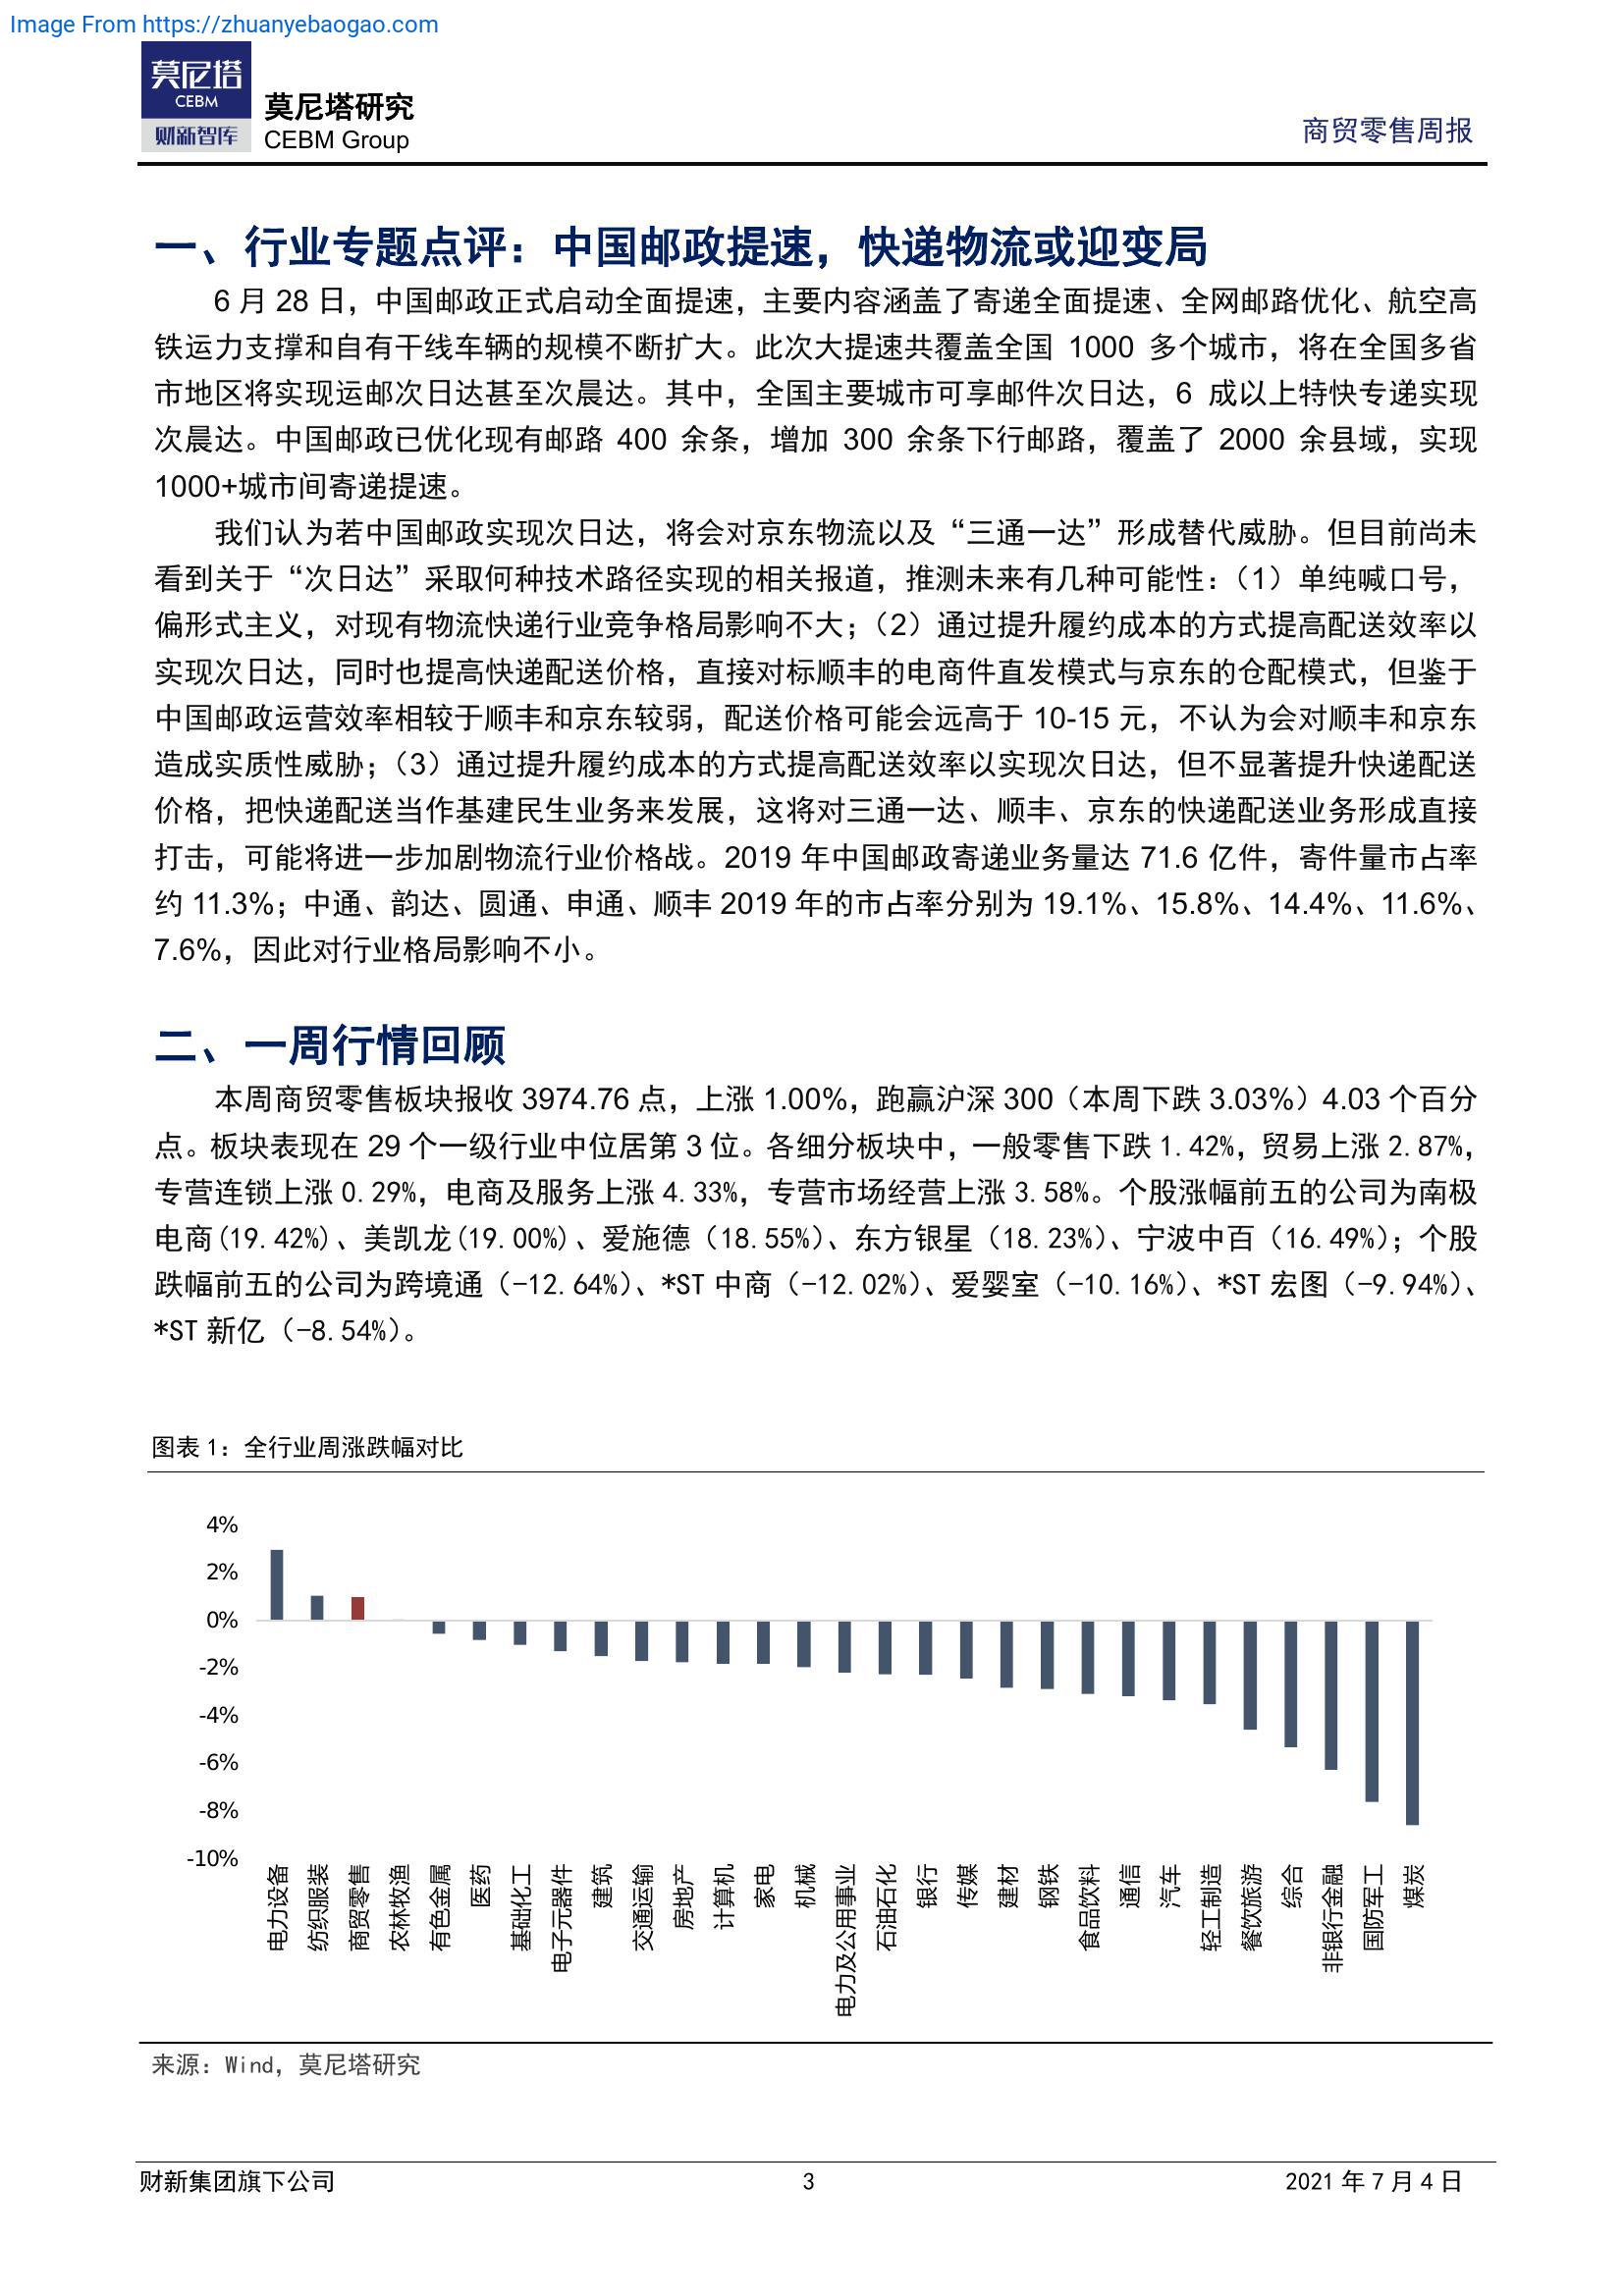 Image From https://zhuanyebaogao.com
莫尼塔
CEBM
财新智库
莫尼塔研究
CEBM Group
商贸零售周报
一、行业专题点评：中国邮政提速，快递物流或迎变局
6 月 28 日，中国邮政正式启动全面提速，主要内容涵盖了寄递全面提速、全网邮路优化、航空高
铁运力支撑和自有干线车辆的规模不断扩大。此次大提速共覆盖全国 1000 多个城市，将在全国多省
市地区将实现运邮次日达甚至次晨达。其中，全国主要城市可享邮件次日达，6 成以上特快专递实现
次晨达。中国邮政已优化现有邮路 400 余条，增加 300 余条下行邮路，覆盖了 2000 余县域，实现
1000+城市间寄递提速。
我们认为若中国邮政实现次日达，将会对京东物流以及“三通一达”形成替代威胁。但目前尚未
看到关于“次日达”采取何种技术路径实现的相关报道，推测未来有几种可能性：（1）单纯喊口号，
偏形式主义，对现有物流快递行业竞争格局影响不大；（2）通过提升履约成本的方式提高配送效率以
实现次日达，同时也提高快递配送价格，直接对标顺丰的电商件直发模式与京东的仓配模式，但鉴于
中国邮政运营效率相较于顺丰和京东较弱，配送价格可能会远高于 10-15 元，不认为会对顺丰和京东
造成实质性威胁；（3）通过提升履约成本的方式提高配送效率以实现次日达，但不显著提升快递配送
价格，把快递配送当作基建民生业务来发展，这将对三通一达、顺丰、京东的快递配送业务形成直接
打击，可能将进一步加剧物流行业价格战。2019 年中国邮政寄递业务量达 71.6 亿件，寄件量市占率
约 11.3%；中通、韵达、圆通、申通、顺丰 2019 年的市占率分别为 19.1%、15.8%、14.4%、11.6%、
7.6%，因此对行业格局影响不小。
二、一周行情回顾
本周商贸零售板块报收 3974.76 点，上涨 1.00%，跑赢沪深 300（本周下跌 3.03%）4.03 个百分
点。板块表现在 29 个一级行业中位居第 3 位。各细分板块中，一般零售下跌 1.42%，贸易上涨 2.87%，
专营连锁上涨 0.29%，电商及服务上涨 4.33%，专营市场经营上涨 3.58%。个股涨幅前五的公司为南极
电商(19.42%)、美凯龙(19.00%)、爱施德（18.55%）、东方银星（18.23%）、宁波中百（16.49%）；个股
跌幅前五的公司为跨境通（-12.64%）、*ST 中商（-12.02%）、爱婴室（-10.16%）、*ST 宏图（-9.94%）、
*ST 新亿（-8.54%）。
图表 1：全行业周涨跌幅对比
4%
2%
0%
-2%
-4%
-6%
-8%
-10%
电力设备
纺织服装
商贸零售
农林牧渔
有色金属
医药
基础化工
电子元器件
建筑
交通运输
房地产
计算机
家电
机械
电力及公用事业
石油石化
银行
传媒
建材
钢铁
食品饮料
通信
汽车
轻工制造
餐饮旅游
综合
非银行金融
国防军工
煤炭
来源：Wind，莫尼塔研究
财新集团旗下公司
3
2021 年 7 月 4 日